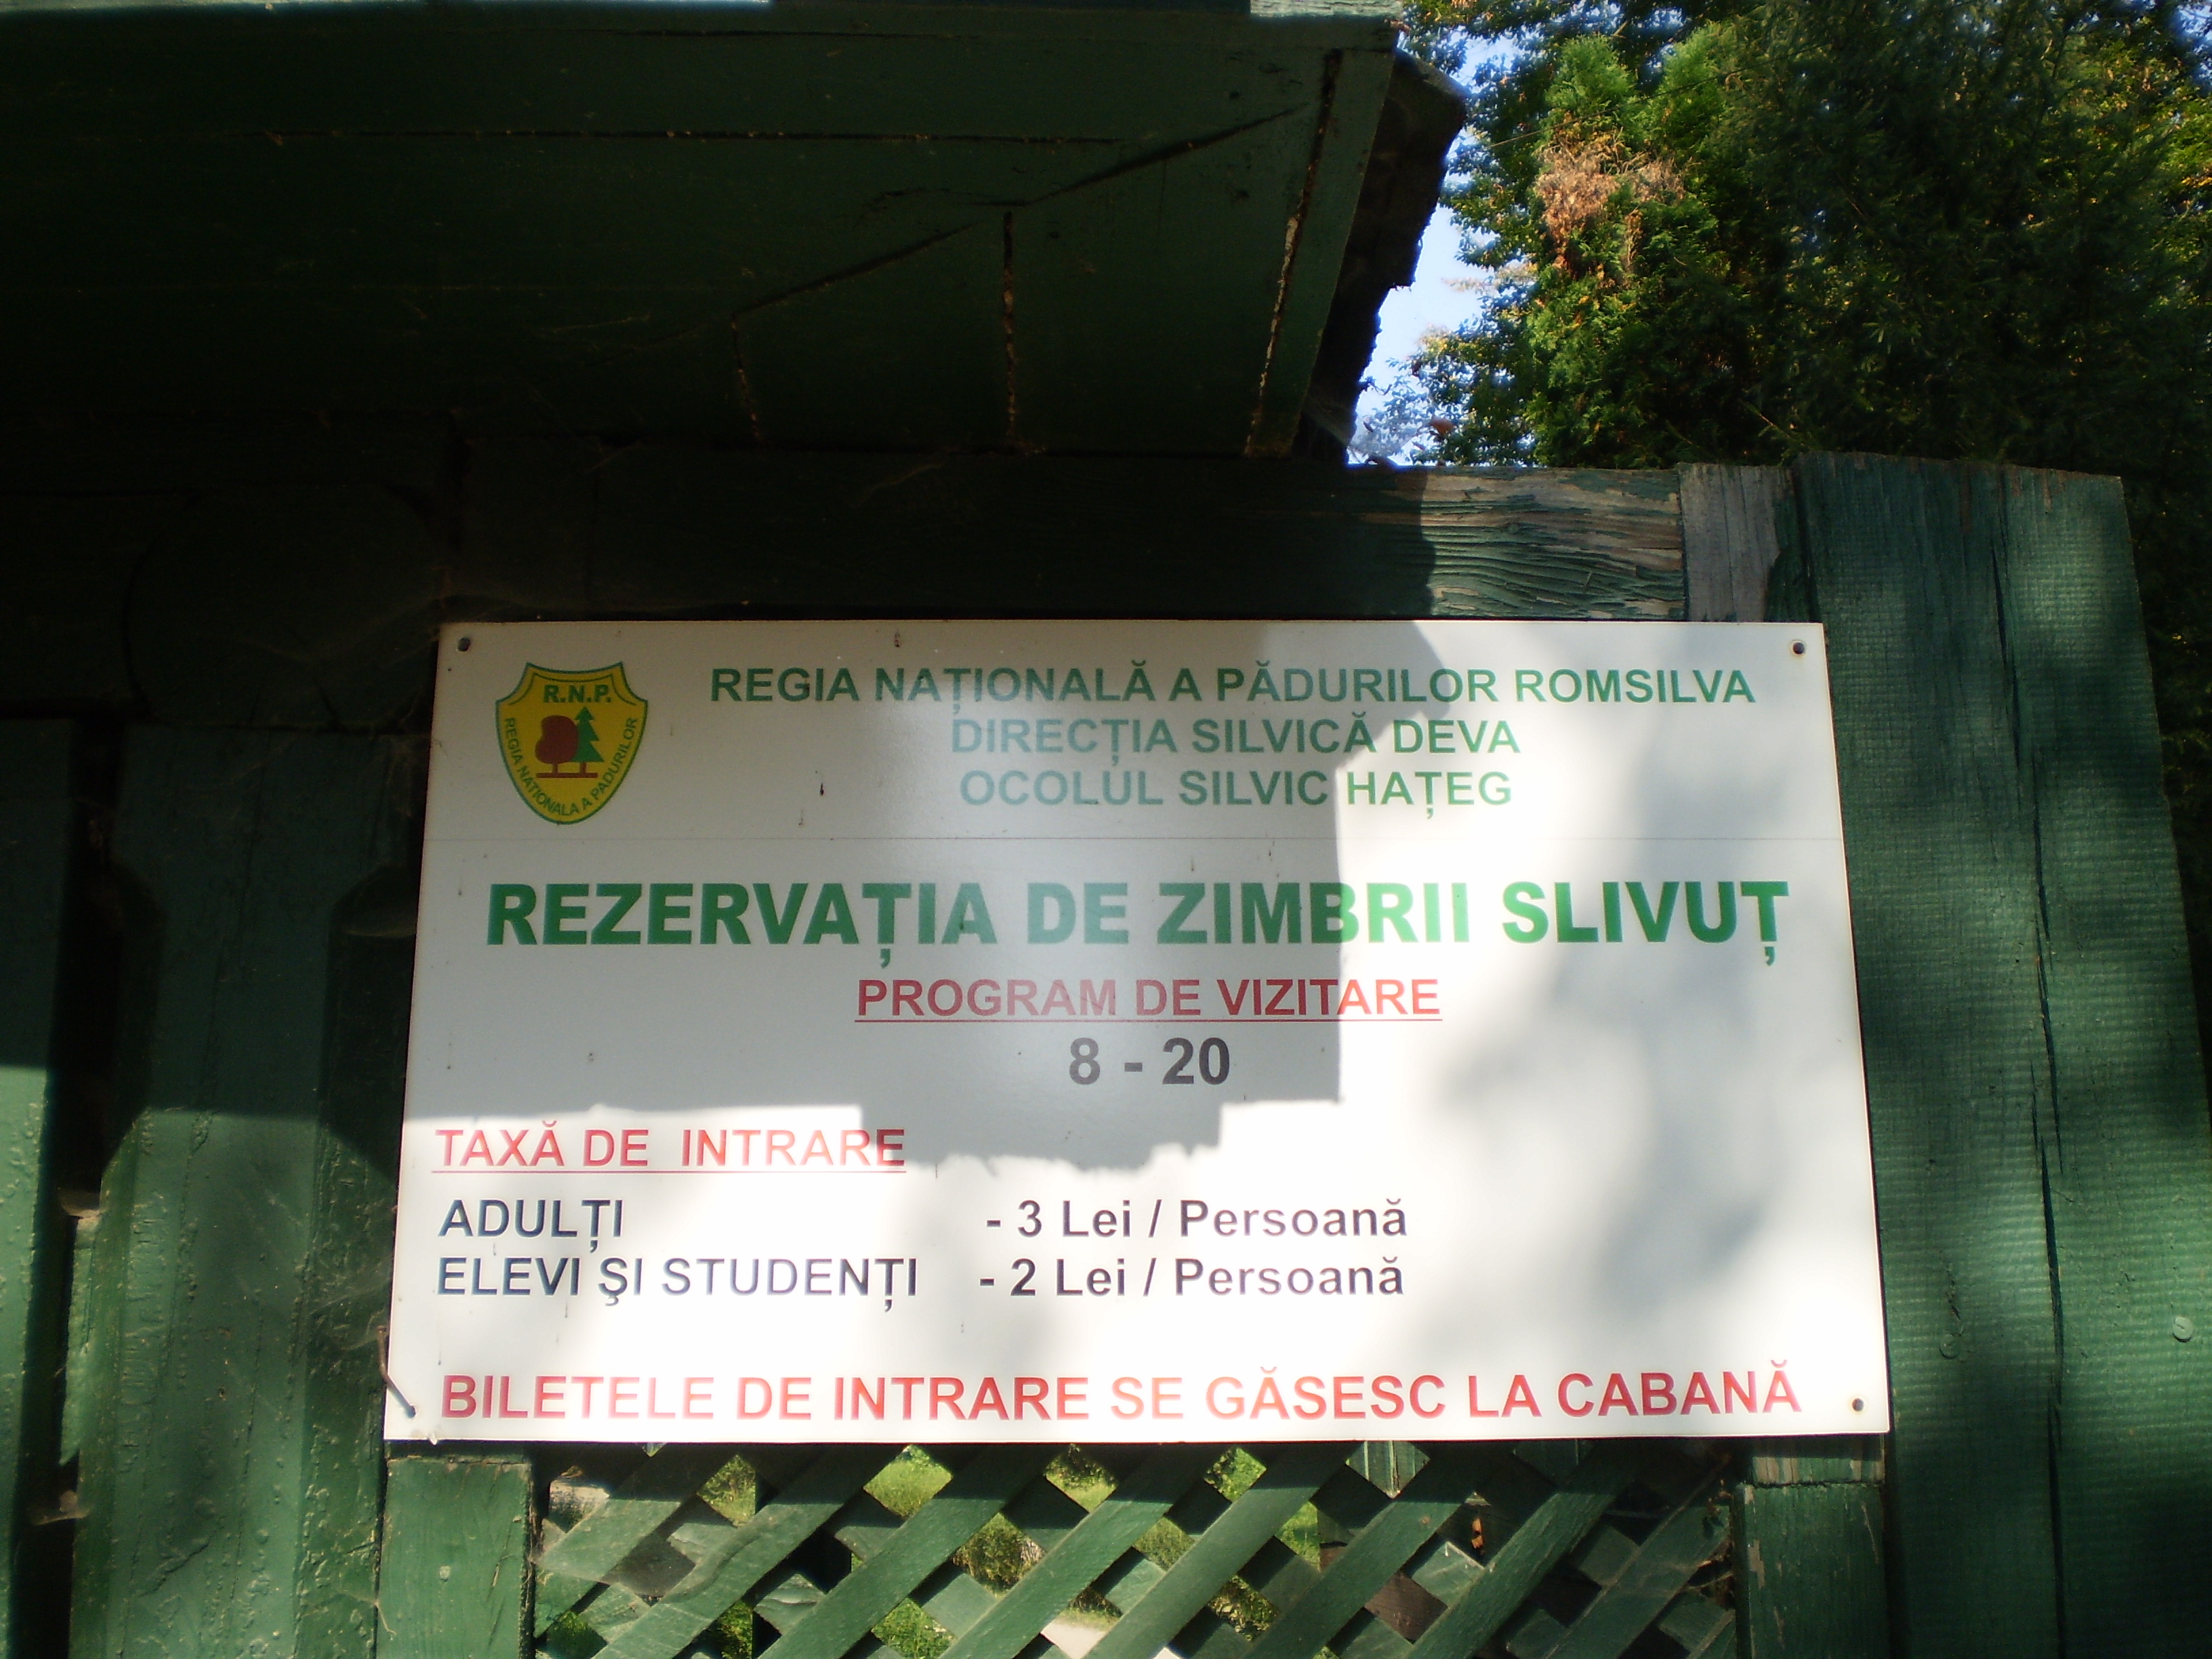 R.N.P.
REGIA NATIONALA A PADURILOR
REGIA NAȚIONALĂ A PĂDURILOR ROMSILVA
DIRECȚIA SILVICĂ DEVA
OCOLUL SILVIC HAȚEG
REZERVAȚIA DE ZIMBRII SLIVUȚ
PROGRAM DE VIZITARE
8 - 20
TAXĂ DE INTRARE
ADULȚI - 3 Lei / Persoană
ELEVI ŞI STUDENȚI - 2 Lei / Persoană
BILETELE DE INTRARE SE GĂSESC LA CABANĂ